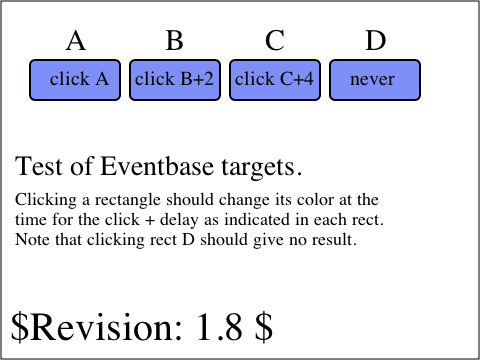 A B C D
click A click B+2 click C+4 never
Test of Eventbase targets.
Clicking a rectangle should change its color at the
time for the click + delay as indicated in each rect.
Note that clicking rect D should give no result.
$Revision: 1.8 $